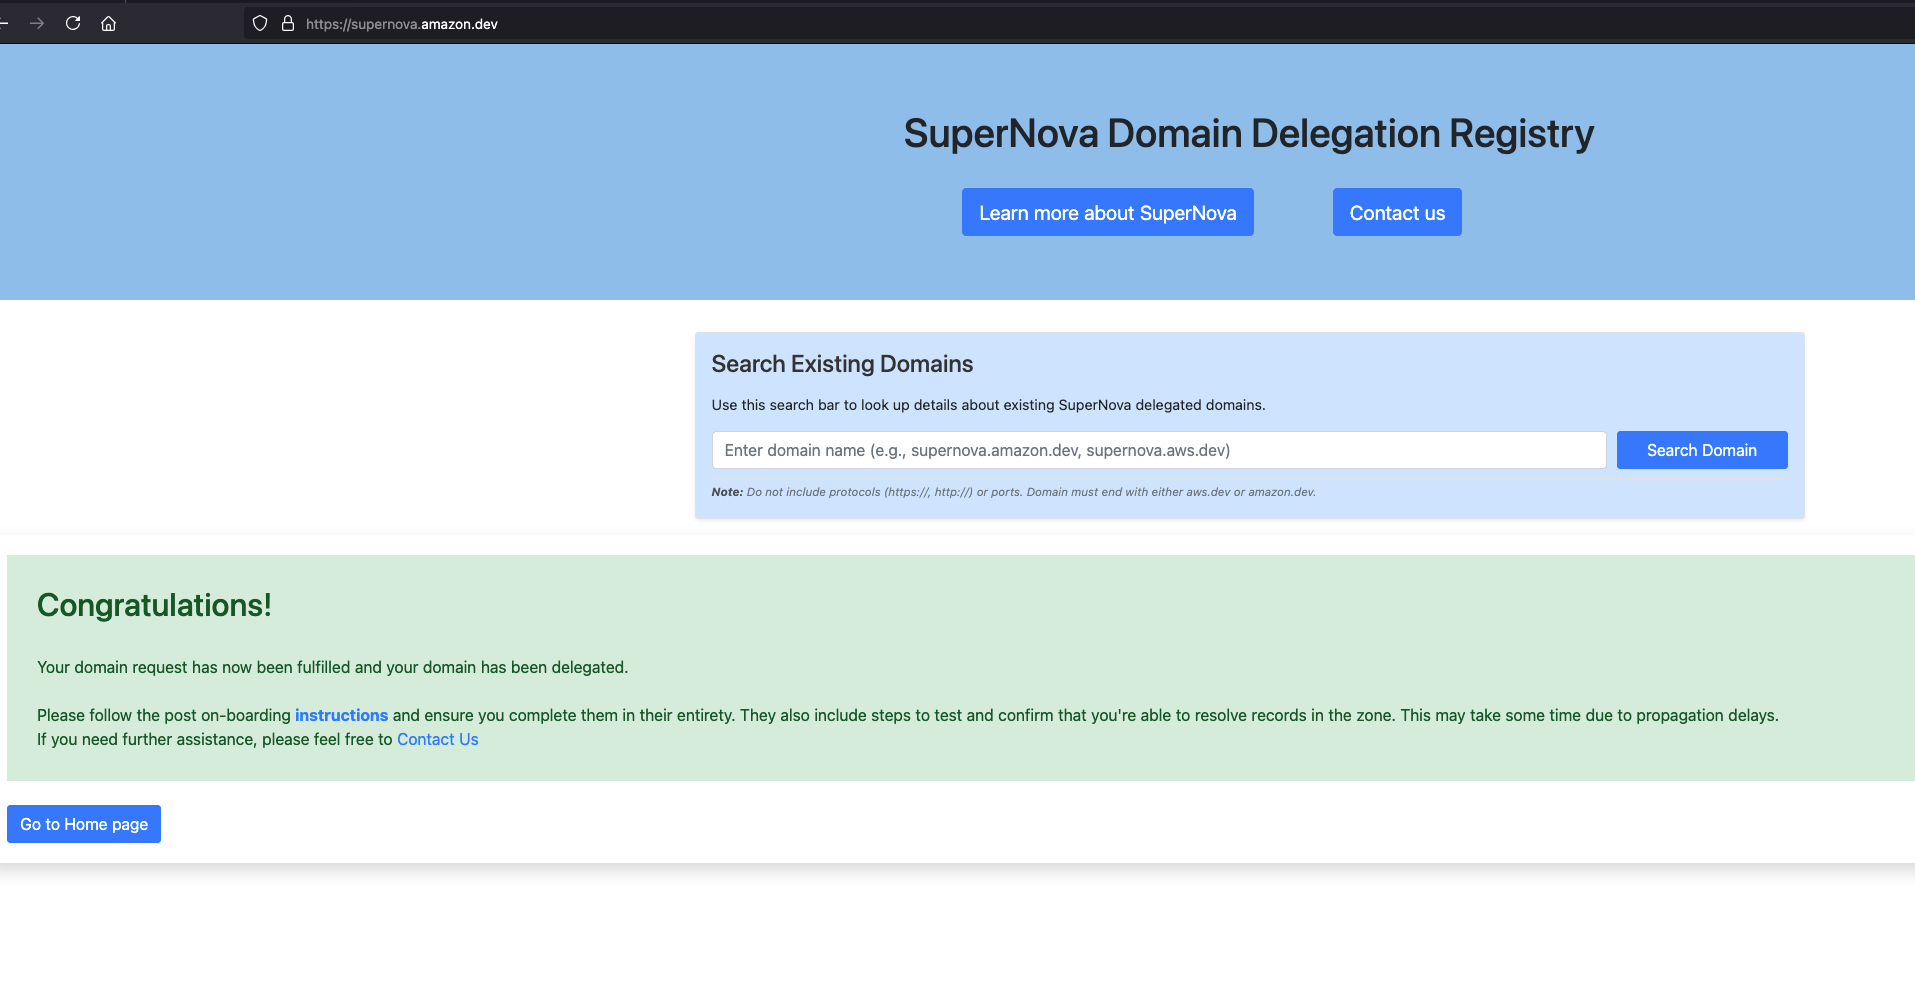 https://supernova.amazon.dev
SuperNova Domain Delegation Registry
Learn more about SuperNova
Contact us
Search Existing Domains
Use this search bar to look up details about existing SuperNova delegated domains.
Enter domain name (e.g., supernova.amazon.dev, supernova.aws.dev)
Search Domain
Note: Do not include protocols (https://, http://) or ports. Domain must end with either aws.dev or amazon.dev.
Congratulations!
Your domain request has now been fulfilled and your domain has been delegated.
Please follow the post on-boarding instructions and ensure you complete them in their entirety. They also include steps to test and confirm that you're able to resolve records in the zone. This may take some time due to propagation delays.
If you need further assistance, please feel free to Contact Us
Go to Home page